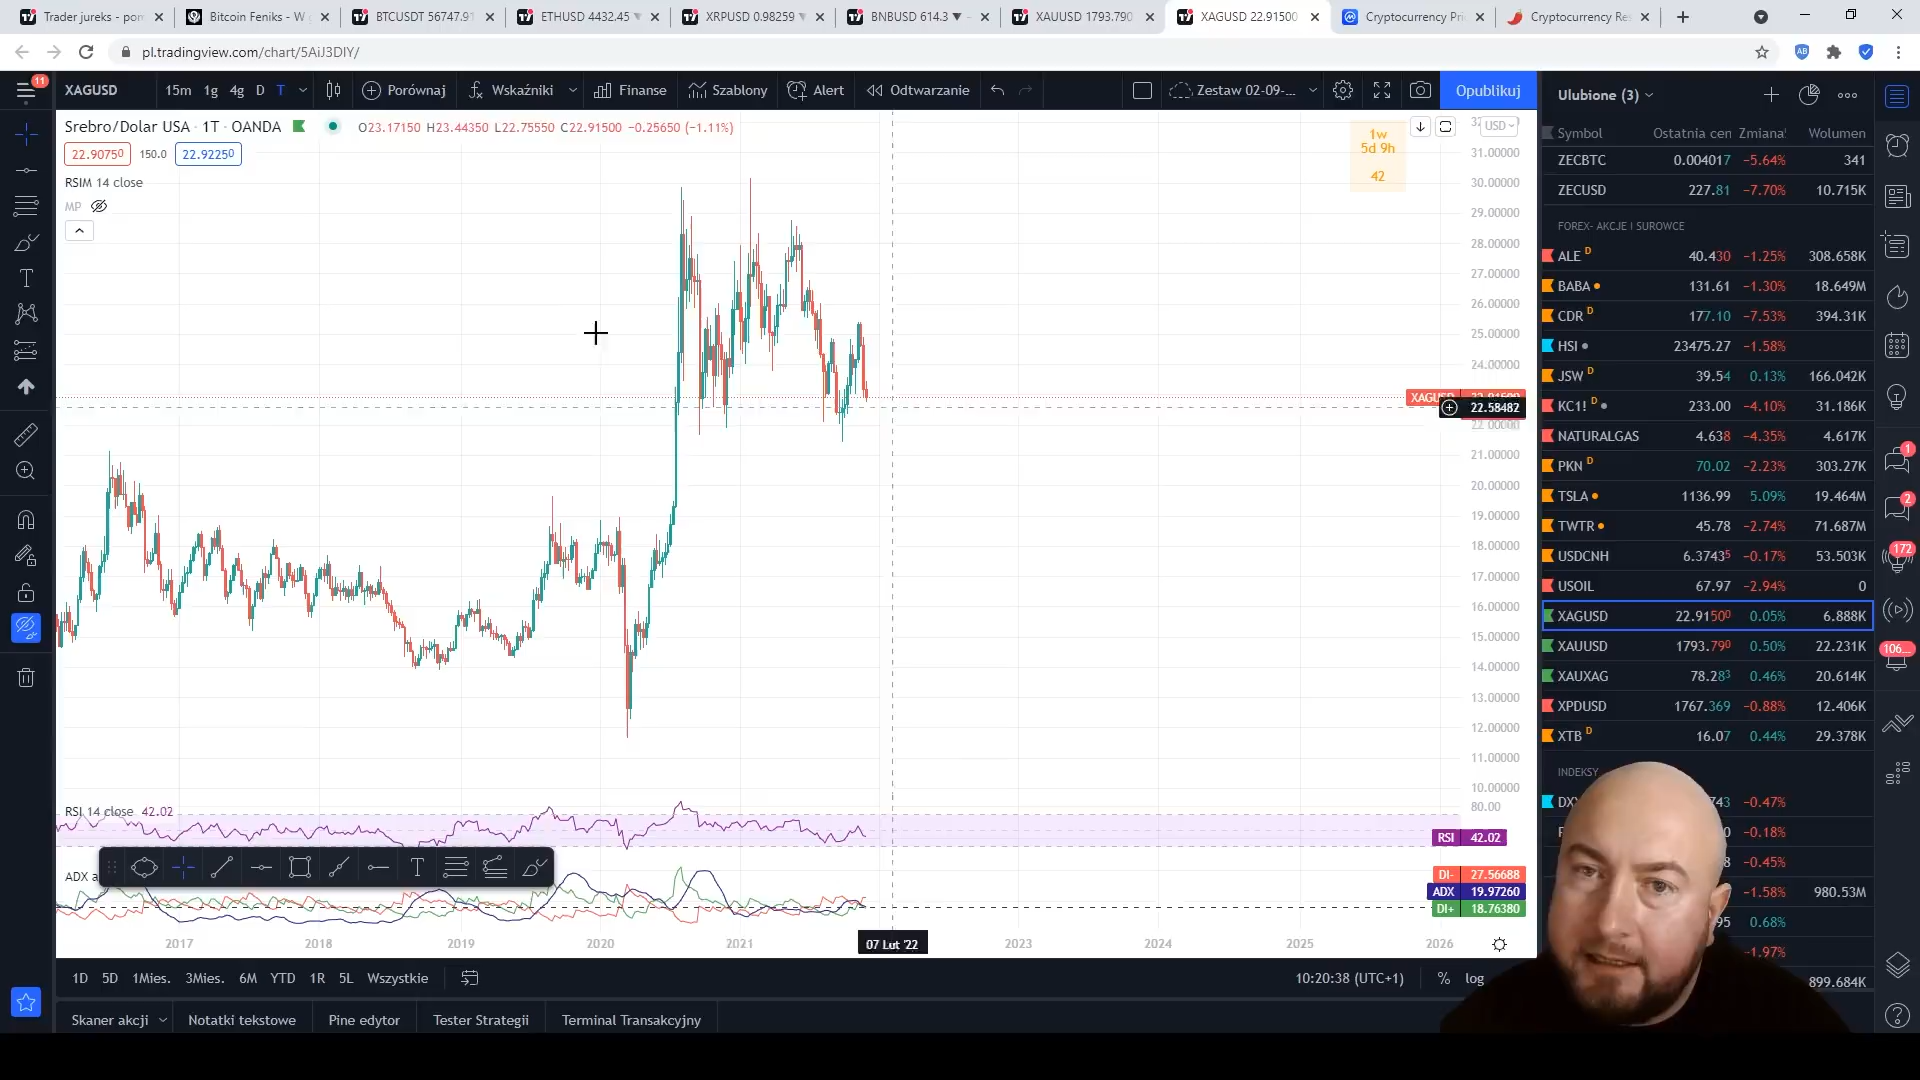 Trader jureks - pon
Bitcoin Feniks - W
BTCUSDT 56747.91
ETHUSD 4432.45 ▼
XRPUSD 0.98259 ▼
BNBUSD 614.3 ▼
XAUUSD 1793.790
XAGUSD 22.91500
Cryptocurrency Pri
Cryptocurrency Res
pl.tradingview.com/chart/5AiJ3DIY/
11
XAGUSD
15m
1g
4g
D
T
Porównaj
Wskaźniki
Finanse
Szablony
Alert
Odtwarzanie
Zestaw 02-09-...
Opublikuj
Srebro/Dolar USA · 1T · OANDA
O23.17150 H23.44350 L22.75550 C22.91500 −0.25650 (−1.11%)
22.90750
150.0
22.92250
RSIM 14 close
MP
1w
5d 9h
42
USD
31.00000
30.00000
29.00000
28.00000
27.00000
26.00000
25.00000
24.00000
XAGUSD
22.58482
22.00000
21.00000
20.00000
19.00000
18.00000
17.00000
16.00000
15.00000
14.00000
13.00000
12.00000
11.00000
10.00000
80.00
RSI 14 close 42.02
RSI 42.02
ADX a
DI- 27.56688
ADX 19.97260
DI+ 18.76380
2017
2018
2019
2020
2021
07 Lut '22
2023
2024
2025
2026
1D
5D
1Mies.
3Mies.
6M
YTD
1R
5L
Wszystkie
10:20:38 (UTC+1)
%
log
Skaner akcji
Notatki tekstowe
Pine edytor
Tester Strategii
Terminal Transakcyjny
Ulubione (3)
Symbol Ostatnia cen Zmiana Wolumen
ZECBTC 0.004017 −5.64% 341
ZECUSD 227.81 −7.70% 10.715K
FOREX- AKCJE I SUROWCE
ALE D 40.430 −1.25% 308.658K
BABA 131.61 −1.30% 18.649M
CDR D 177.10 −7.53% 394.31K
HSI 23475.27 −1.58%
JSW D 39.54 0.13% 166.042K
KC1! D 233.00 −4.10% 31.186K
NATURALGAS 4.638 −4.35% 4.617K
PKN D 70.02 −2.23% 303.27K
TSLA 1136.99 5.09% 19.464M
TWTR 45.78 −2.74% 71.687M
USDCNH 6.37435 −0.17% 53.503K
USOIL 67.97 −2.94% 0
XAGUSD 22.91500 0.05% 6.888K
XAUUSD 1793.790 0.50% 22.231K
XAUXAG 78.283 0.46% 20.614K
XPDUSD 1767.369 −0.88% 12.406K
XTB D 16.07 0.44% 29.378K
INDEKSY
743 −0.47%
0 −0.18%
8 −0.45%
−1.58% 980.53M
95 0.68%
−1.97%
899.684K
1
2
172
106...